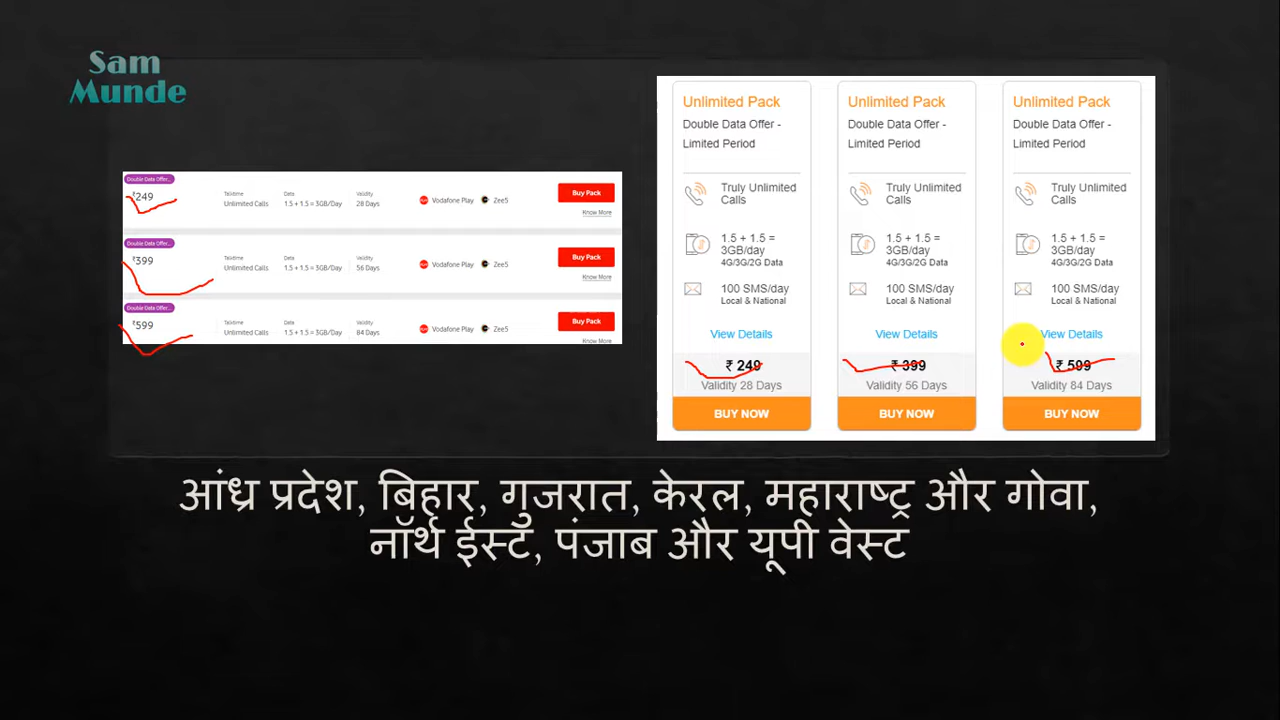 Sam
Munde
Double Data Offer...
₹249
Talktime
Unlimited Calls
Data
1.5 + 1.5 = 3GB/Day
Validity
28 Days
Vodafone Play
Zee5
Buy Pack
Know More
Double Data Offer...
₹399
Talktime
Unlimited Calls
Data
1.5 + 1.5 = 3GB/Day
Validity
56 Days
Vodafone Play
Zee5
Buy Pack
Know More
Double Data Offer...
₹599
Talktime
Unlimited Calls
Data
1.5 + 1.5 = 3GB/Day
Validity
84 Days
Vodafone Play
Zee5
Buy Pack
Know More
Unlimited Pack
Double Data Offer -
Limited Period
Truly Unlimited
Calls
1.5 + 1.5 =
3GB/day
4G/3G/2G Data
100 SMS/day
Local & National
View Details
₹ 249
Validity 28 Days
BUY NOW
Unlimited Pack
Double Data Offer -
Limited Period
Truly Unlimited
Calls
1.5 + 1.5 =
3GB/day
4G/3G/2G Data
100 SMS/day
Local & National
View Details
₹ 399
Validity 56 Days
BUY NOW
Unlimited Pack
Double Data Offer -
Limited Period
Truly Unlimited
Calls
1.5 + 1.5 =
3GB/day
4G/3G/2G Data
100 SMS/day
Local & National
View Details
₹ 599
Validity 84 Days
BUY NOW
आंध्र प्रदेश, बिहार, गुजरात, केरल, महाराष्ट्र और गोवा,
नॉर्थ ईस्ट, पंजाब और यूपी वेस्ट